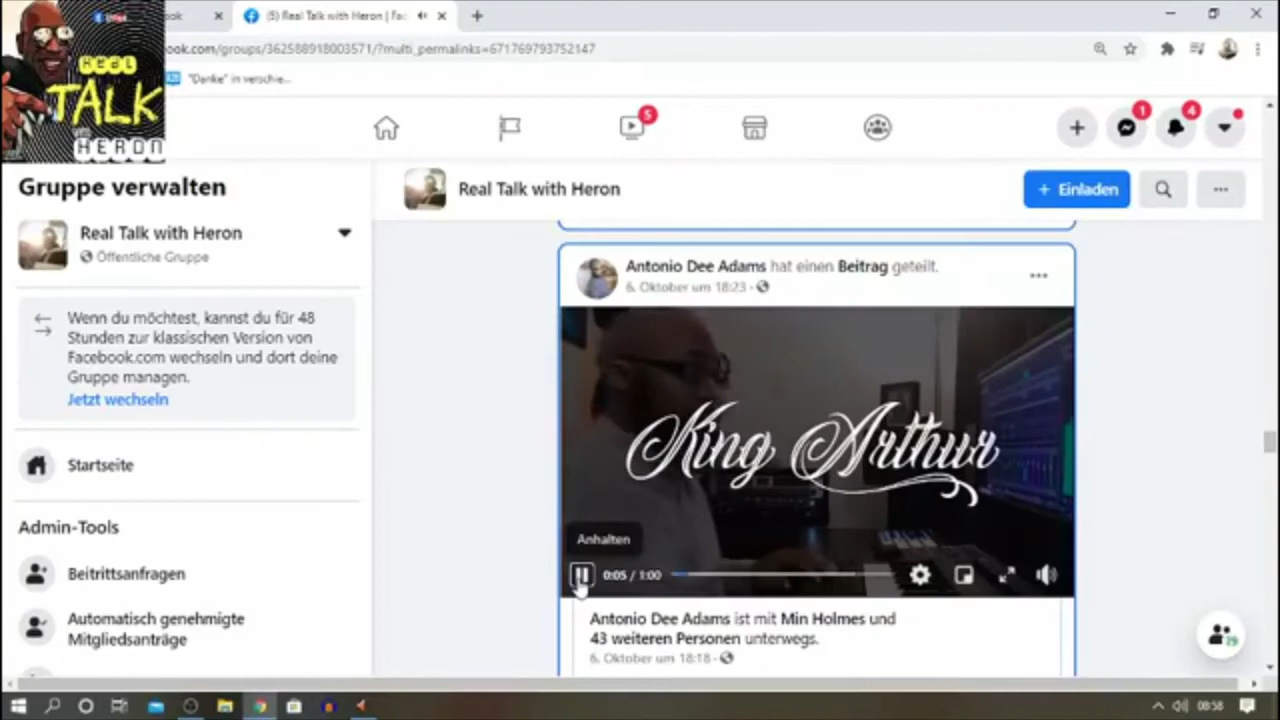 REAL
TALK
HERON
(5) Real Talk with Heron | Fac
ook.com/groups/362588918003571/?multi_permalinks=671769793752147
"Danke" in verschie...
5
1
4
Gruppe verwalten
Real Talk with Heron
Öffentliche Gruppe
Wenn du möchtest, kannst du für 48
Stunden zur klassischen Version von
Facebook.com wechseln und dort deine
Gruppe managen.
Jetzt wechseln
Startseite
Admin-Tools
Beitrittsanfragen
Automatisch genehmigte
Mitgliedsanträge
Real Talk with Heron
+ Einladen
Antonio Dee Adams hat einen Beitrag geteilt.
6. Oktober um 18:23 ·
King Arthur
Anhalten
0:05 / 1:00
Antonio Dee Adams ist mit Min Holmes und
43 weiteren Personen unterwegs.
6. Oktober um 18:18 ·
29
08:58